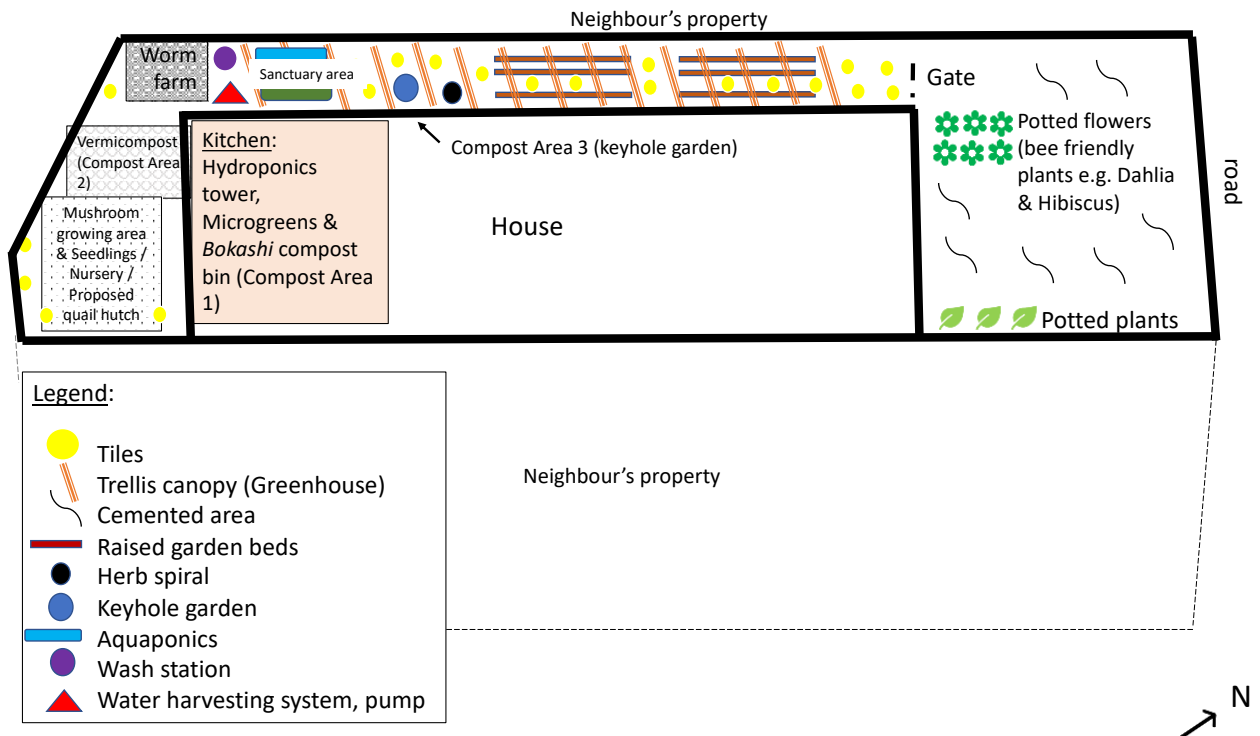 Neighbour's property
Worm
farm
Sanctuary area
Gate
Potted flowers
(bee friendly
plants e.g. Dahlia
& Hibiscus)
road
Vermicompost
(Compost Area
2)
Kitchen:
Hydroponics
tower,
Microgreens &
Bokashi compost
bin (Compost Area
1)
Compost Area 3 (keyhole garden)
House
Mushroom
growing area
& Seedlings /
Nursery /
Proposed
quail hutch
Potted plants
Legend:
Tiles
Trellis canopy (Greenhouse)
Cemented area
Raised garden beds
Herb spiral
Keyhole garden
Aquaponics
Wash station
Water harvesting system, pump
Neighbour's property
N